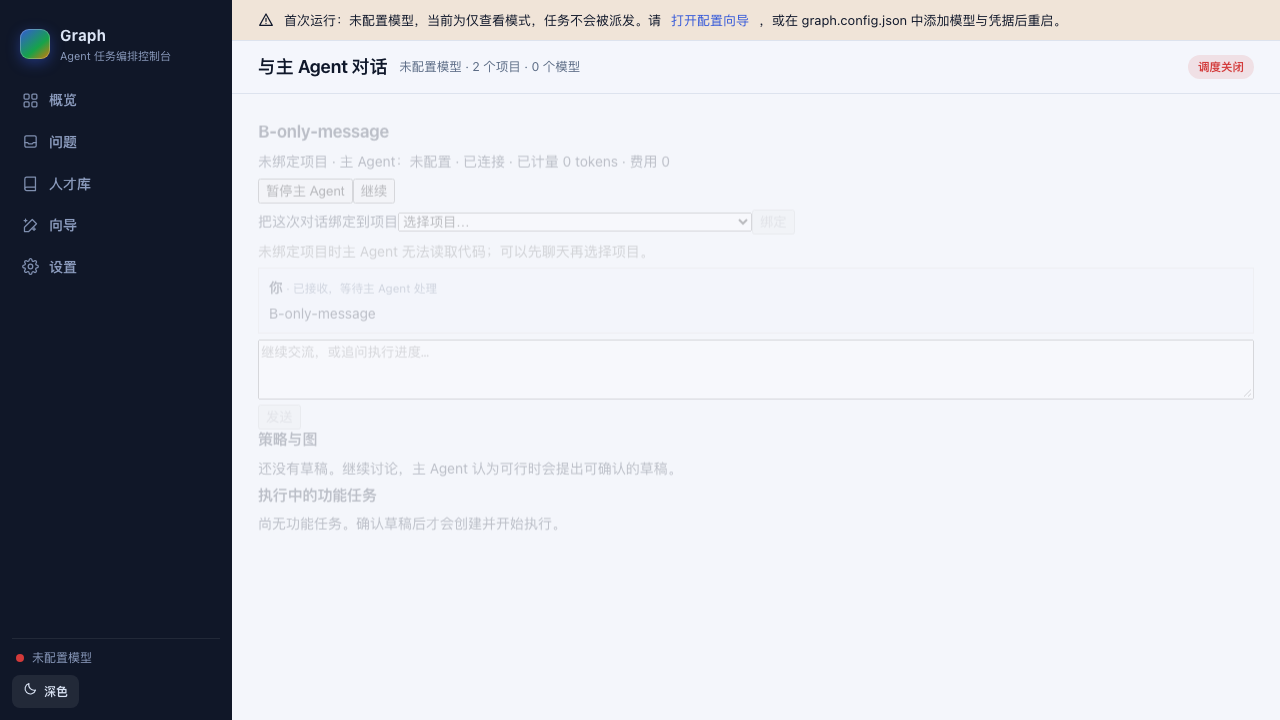 Graph
Agent 任务编排控制台
概览
问题
人才库
向导
设置
未配置模型
深色
首次运行：未配置模型，当前为仅查看模式，任务不会被派发。请 打开配置向导 ，或在 graph.config.json 中添加模型与凭据后重启。
与主 Agent 对话 未配置模型 · 2 个项目 · 0 个模型 调度关闭
B-only-message
未绑定项目 · 主 Agent：未配置 · 已连接 · 已计量 0 tokens · 费用 0
暂停主 Agent 继续
把这次对话绑定到项目 选择项目… 绑定
未绑定项目时主 Agent 无法读取代码；可以先聊天再选择项目。
你 · 已接收，等待主 Agent 处理
B-only-message
继续交流，或追问执行进度…
发送
策略与图
还没有草稿。继续讨论，主 Agent 认为可行时会提出可确认的草稿。
执行中的功能任务
尚无功能任务。确认草稿后才会创建并开始执行。